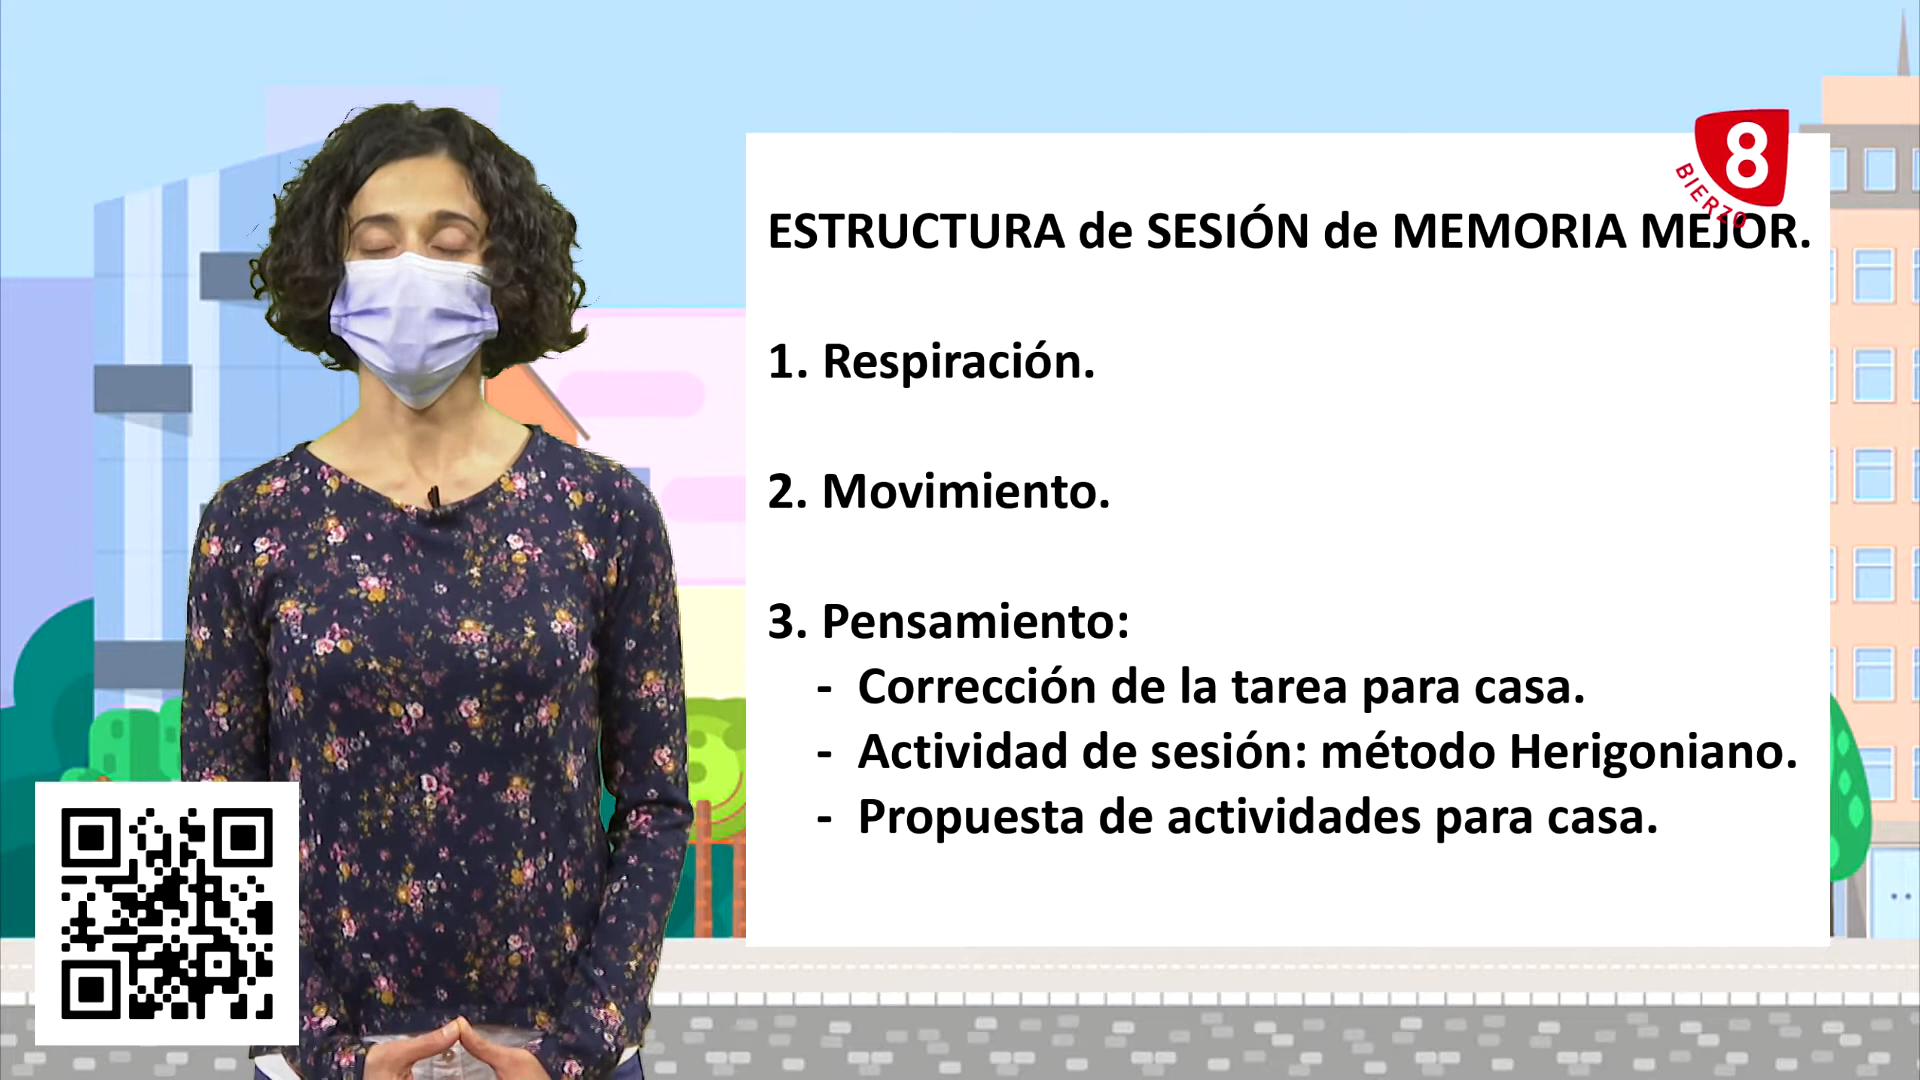 8
BIERZO
ESTRUCTURA de SESIÓN de MEMORIA MEJOR.
1. Respiración.
2. Movimiento.
3. Pensamiento:
- Corrección de la tarea para casa.
- Actividad de sesión: método Herigoniano.
- Propuesta de actividades para casa.